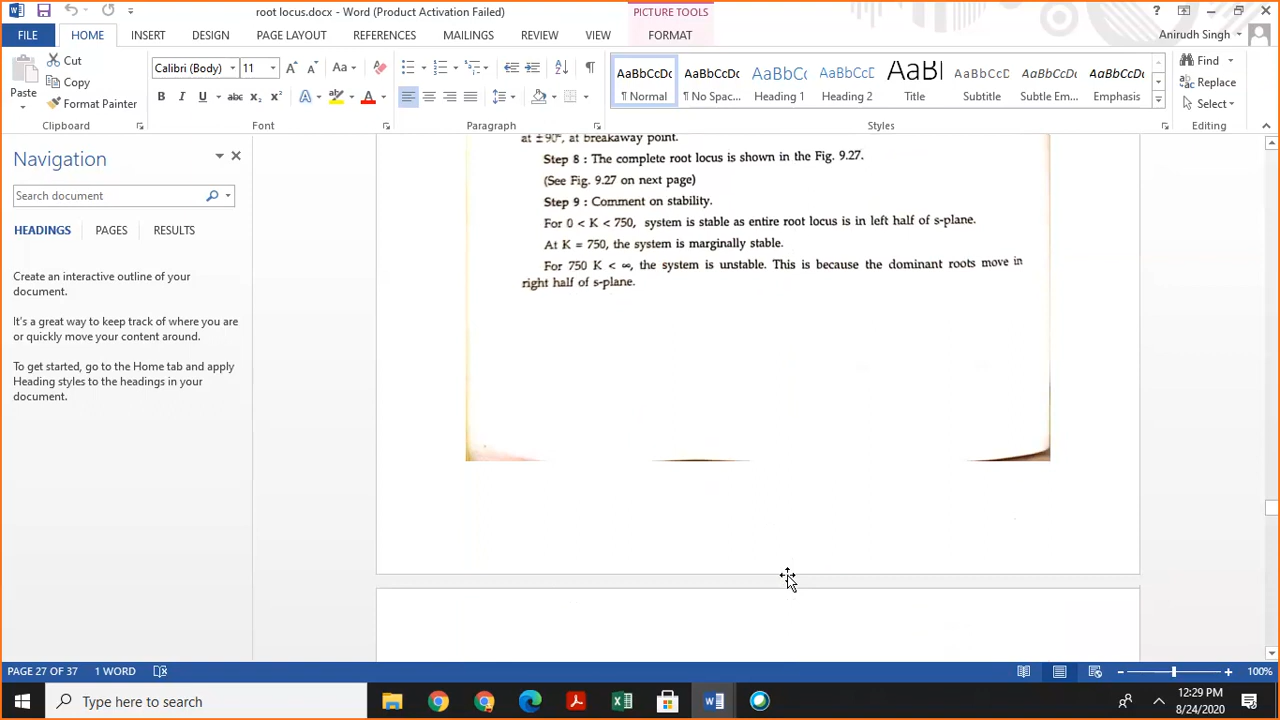 root locus.docx - Word (Product Activation Failed)
PICTURE TOOLS
?
FILE
HOME
INSERT
DESIGN
PAGE LAYOUT
REFERENCES
MAILINGS
REVIEW
VIEW
FORMAT
Anirudh Singh
Paste
Cut
Copy
Format Painter
Clipboard
Calibri (Body)
11
Aa
B I U abc x₂ x² A A
Font
Paragraph
AaBbCcDc
¶ Normal
AaBbCcDc
¶ No Spac...
AaBbCc
Heading 1
AaBbCcC
Heading 2
AaBl
Title
AaBbCcC
Subtitle
AaBbCcDc
Subtle Em...
AaBbCcDc
Emphasis
Styles
Find
Replace
Select
Editing
Navigation
Search document
HEADINGS
PAGES
RESULTS
Create an interactive outline of your
document.
It's a great way to keep track of where you are
or quickly move your content around.
To get started, go to the Home tab and apply
Heading styles to the headings in your
document.
at ± 90°, at breakaway point.
Step 8 : The complete root locus is shown in the Fig. 9.27.
(See Fig. 9.27 on next page)
Step 9 : Comment on stability.
For 0 < K < 750, system is stable as entire root locus is in left half of s-plane.
At K = 750, the system is marginally stable.
For 750 K < ∞, the system is unstable. This is because the dominant roots move in
right half of s-plane.
PAGE 27 OF 37
1 WORD
100%
Type here to search
12:29 PM
8/24/2020